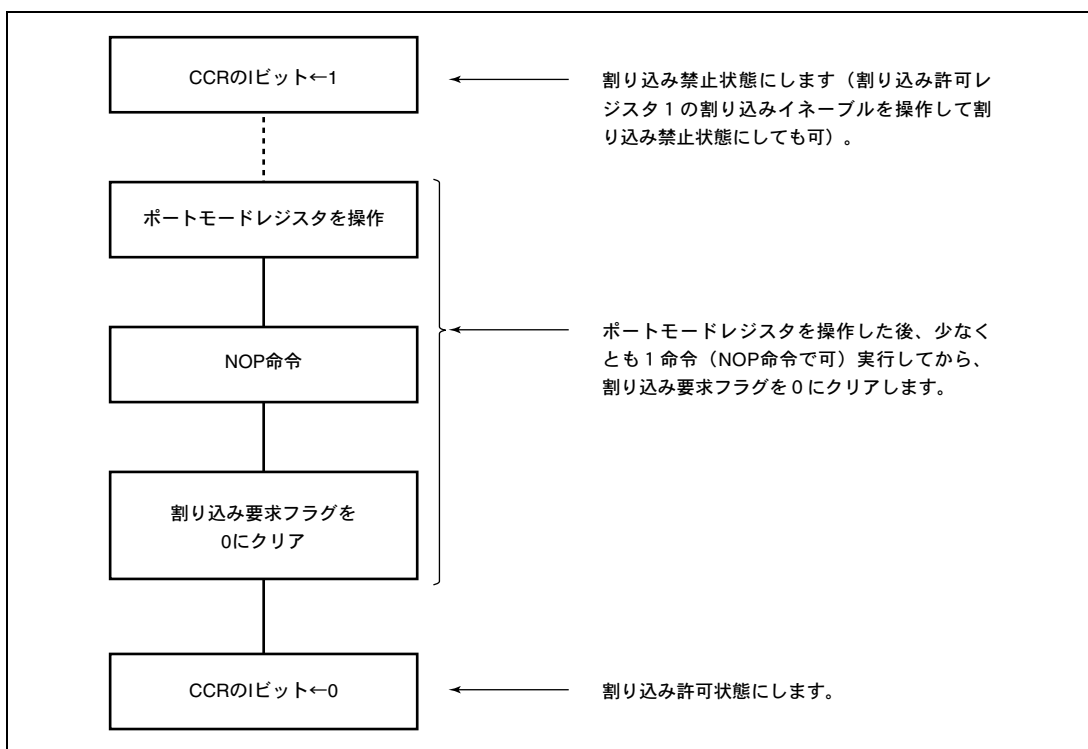 CCRのIビット←1
割り込み禁止状態にします（割り込み許可レ
ジスタ1の割り込みイネーブルを操作して割
り込み禁止状態にしても可）。
ポートモードレジスタを操作
NOP命令
ポートモードレジスタを操作した後、少なく
とも1命令（NOP命令で可）実行してから、
割り込み要求フラグを0にクリアします。
割り込み要求フラグを
0にクリア
CCRのIビット←0
割り込み許可状態にします。